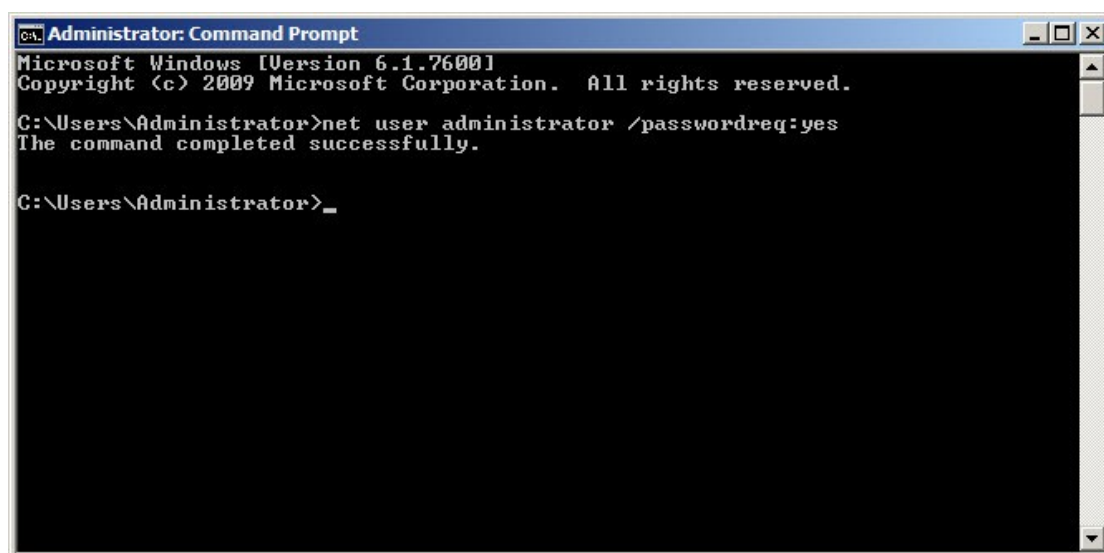 Administrator: Command Prompt
Microsoft Windows [Version 6.1.7600]
Copyright (c) 2009 Microsoft Corporation.  All rights reserved.
C:\Users\Administrator>net user administrator /passwordreq:yes
The command completed successfully.
C:\Users\Administrator>_